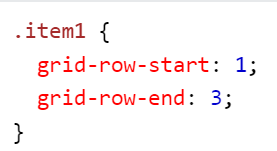 .item1 {
  grid-row-start: 1;
  grid-row-end: 3;
}